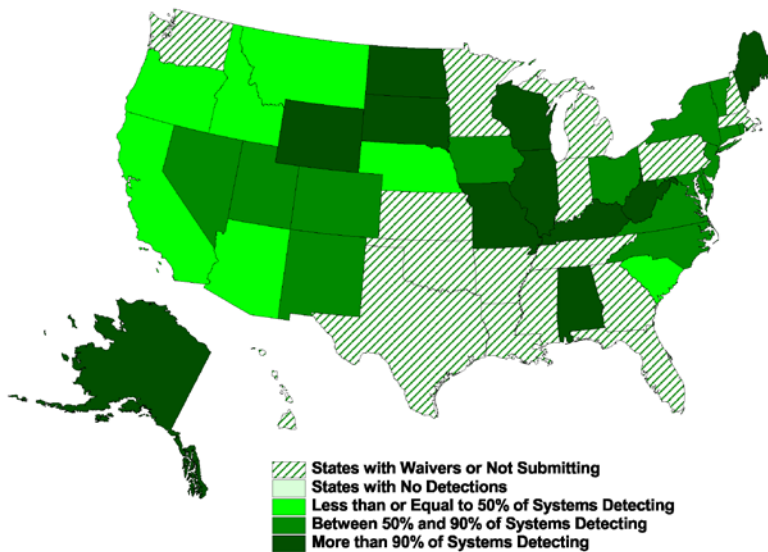 States with Waivers or Not Submitting
States with No Detections
Less than or Equal to 50% of Systems Detecting
Between 50% and 90% of Systems Detecting
More than 90% of Systems Detecting